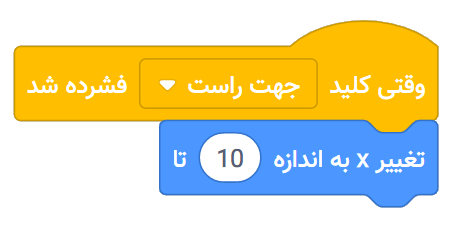 وقتی کلید جهت راست فشرده شد
تغییر x به اندازه 10 تا